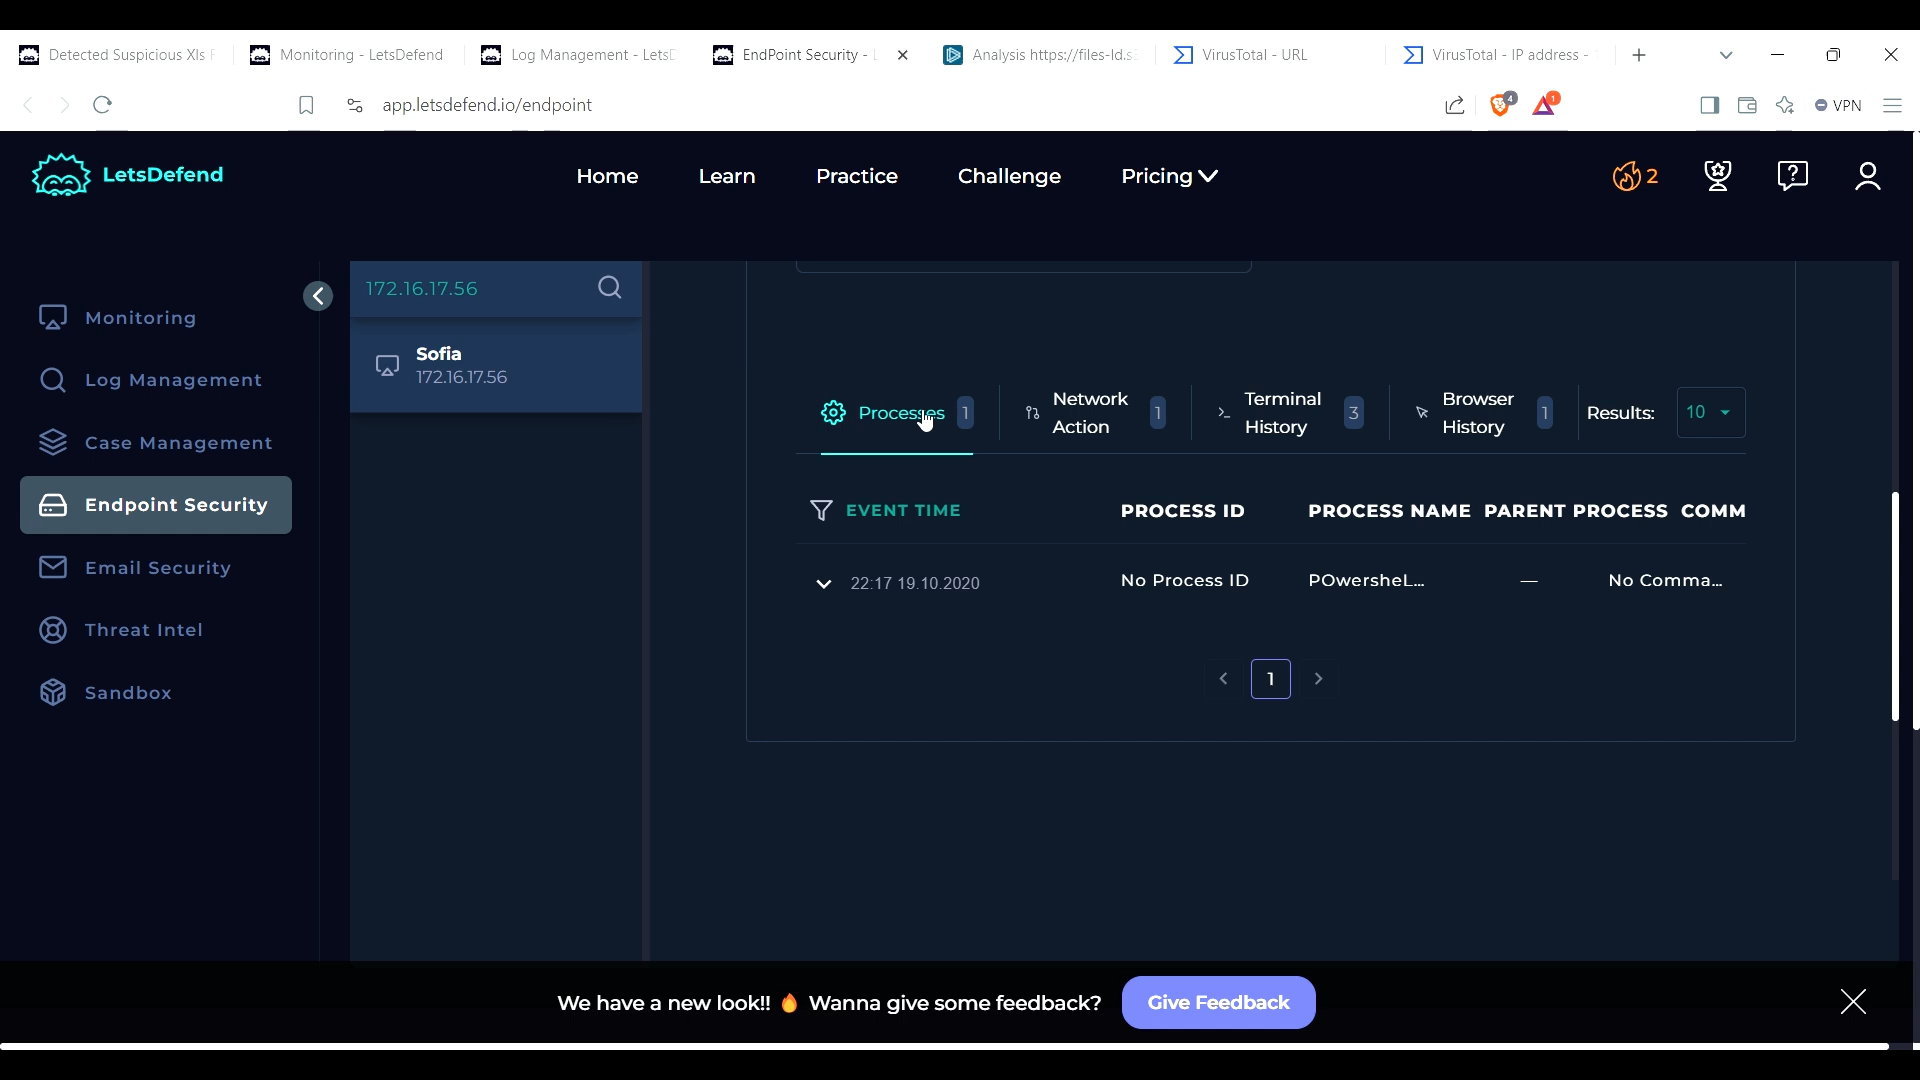 Detected Suspicious Xls F
Monitoring - LetsDefend
Log Management - LetsD
EndPoint Security - L
Analysis https://files-ld.s3
VirusTotal - URL
VirusTotal - IP address -
app.letsdefend.io/endpoint
4
1
VPN
LetsDefend
Home
Learn
Practice
Challenge
Pricing
2
172.16.17.56
Monitoring
Sofia
172.16.17.56
Log Management
Case Management
Endpoint Security
Email Security
Threat Intel
Sandbox
Processes 1
Network Action 1
Terminal History 3
Browser History 1
Results: 10
EVENT TIME PROCESS ID PROCESS NAME PARENT PROCESS COMM
22:17 19.10.2020 No Process ID POwersheL... — No Comma...
1
We have a new look!! 🔥 Wanna give some feedback?
Give Feedback